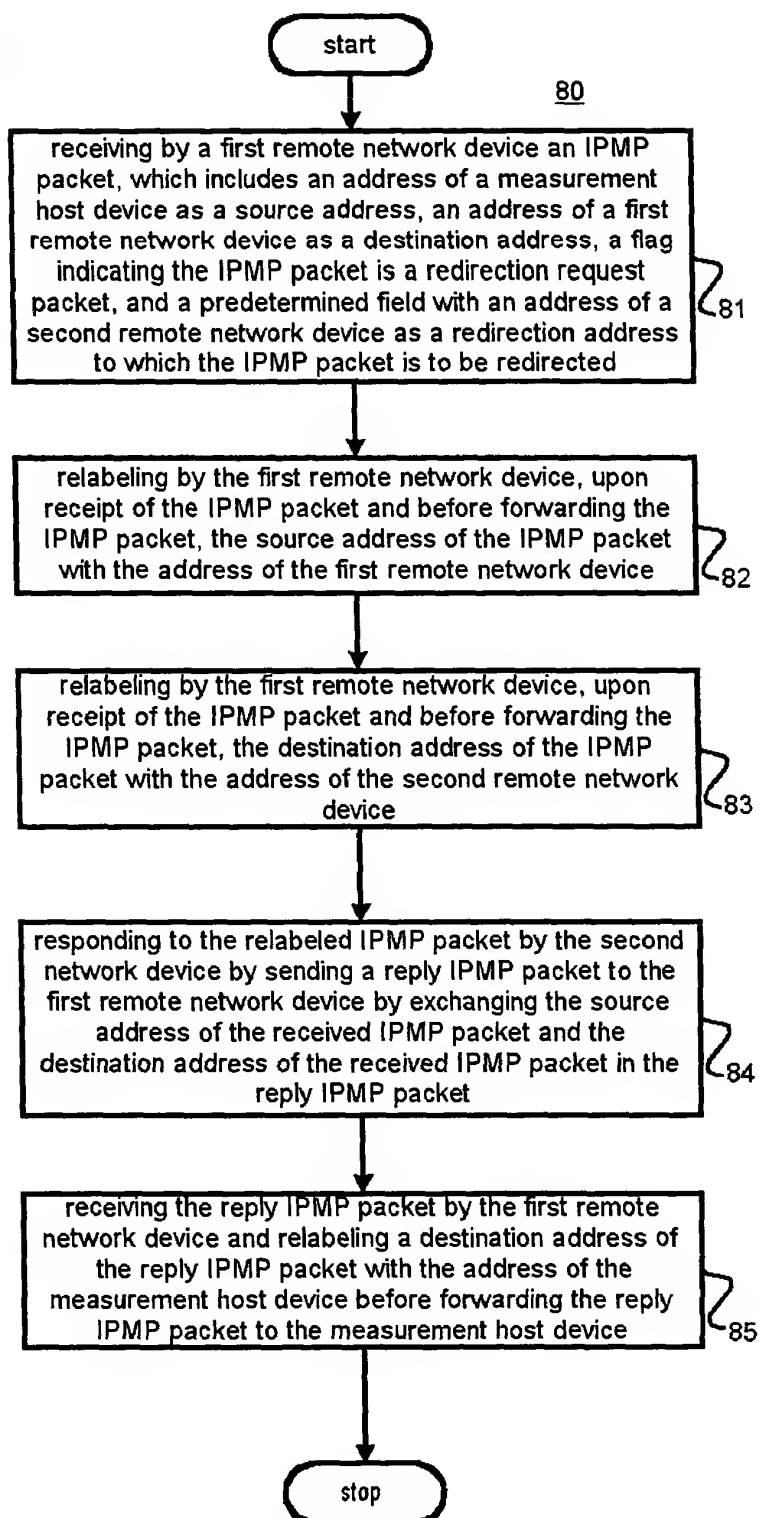 start
80
receiving by a first remote network device an IPMP
packet, which includes an address of a measurement
host device as a source address, an address of a first
remote network device as a destination address, a flag
indicating the IPMP packet is a redirection request
packet, and a predetermined field with an address of a
second remote network device as a redirection address
to which the IPMP packet is to be redirected
81
relabeling by the first remote network device, upon
receipt of the IPMP packet and before forwarding the
IPMP packet, the source address of the IPMP packet
with the address of the first remote network device
82
relabeling by the first remote network device, upon
receipt of the IPMP packet and before forwarding the
IPMP packet, the destination address of the IPMP
packet with the address of the second remote network
device
83
responding to the relabeled IPMP packet by the second
network device by sending a reply IPMP packet to the
first remote network device by exchanging the source
address of the received IPMP packet and the
destination address of the received IPMP packet in the
reply IPMP packet
84
receiving the reply IPMP packet by the first remote
network device and relabeling a destination address of
the reply IPMP packet with the address of the
measurement host device before forwarding the reply
IPMP packet to the measurement host device
85
stop